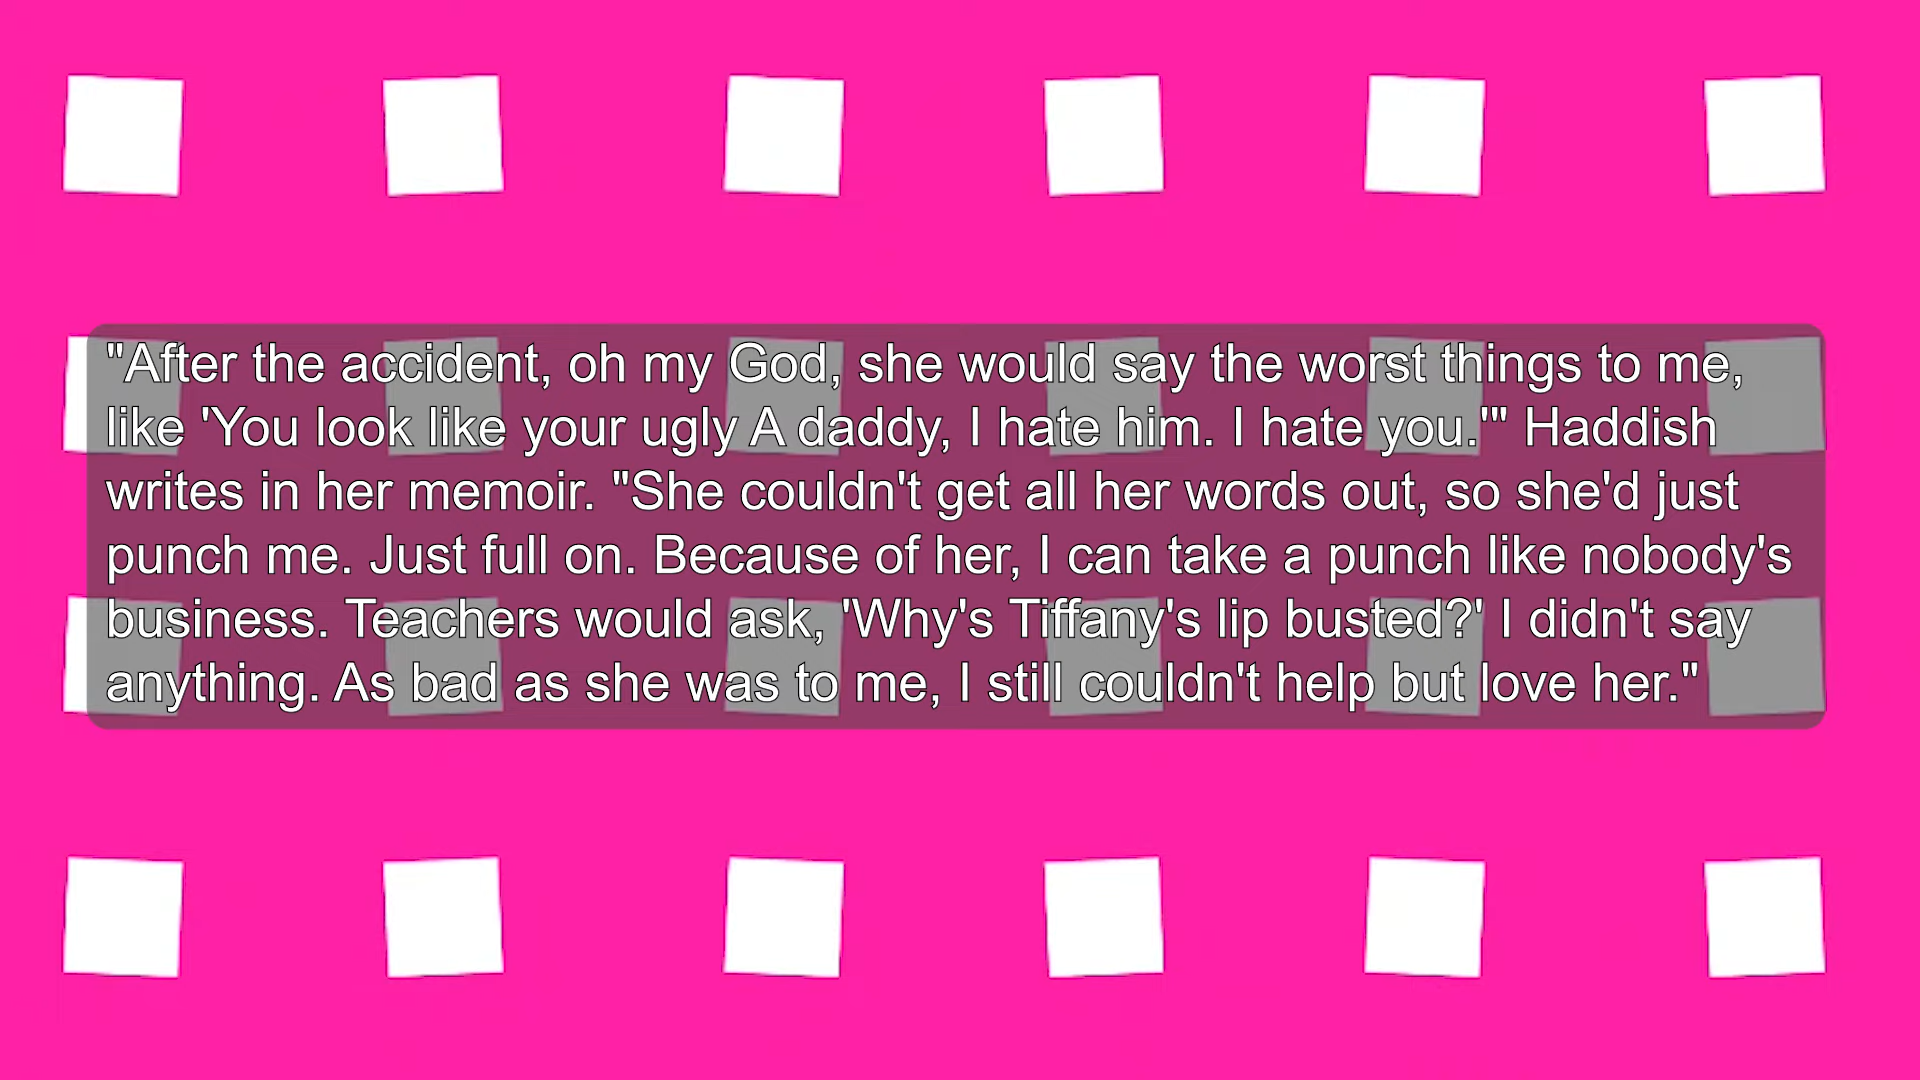 "After the accident, oh my God, she would say the worst things to me,
like 'You look like your ugly A daddy, I hate him. I hate you.'" Haddish
writes in her memoir. "She couldn't get all her words out, so she'd just
punch me. Just full on. Because of her, I can take a punch like nobody's
business. Teachers would ask, 'Why's Tiffany's lip busted?' I didn't say
anything. As bad as she was to me, I still couldn't help but love her."